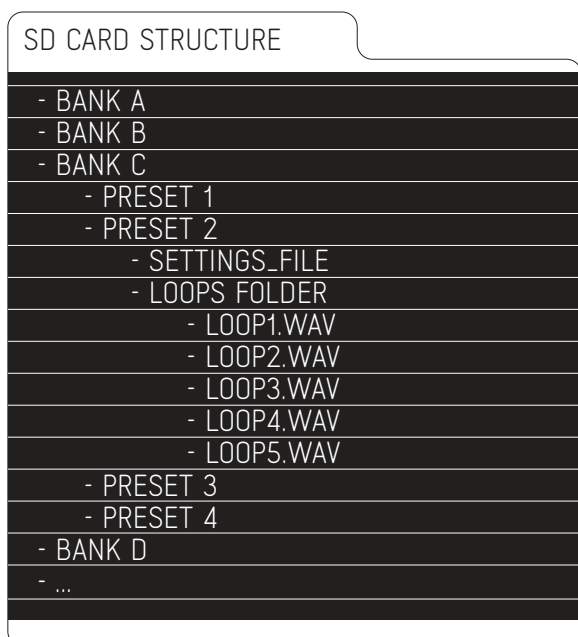 SD CARD STRUCTURE
- BANK A
- BANK B
- BANK C
- PRESET 1
- PRESET 2
- SETTINGS_FILE
- LOOPS FOLDER
- LOOP1.WAV
- LOOP2.WAV
- LOOP3.WAV
- LOOP4.WAV
- LOOP5.WAV
- PRESET 3
- PRESET 4
- BANK D
- ...